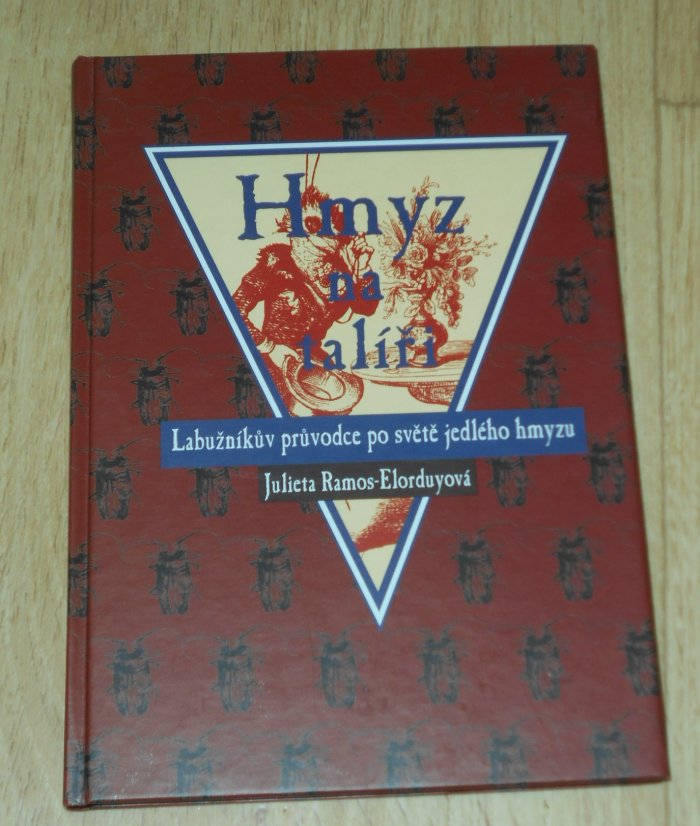 Hmyz
na
talíři
Labužníkův průvodce po světě jedlého hmyzu
Julieta Ramos-Elorduyová